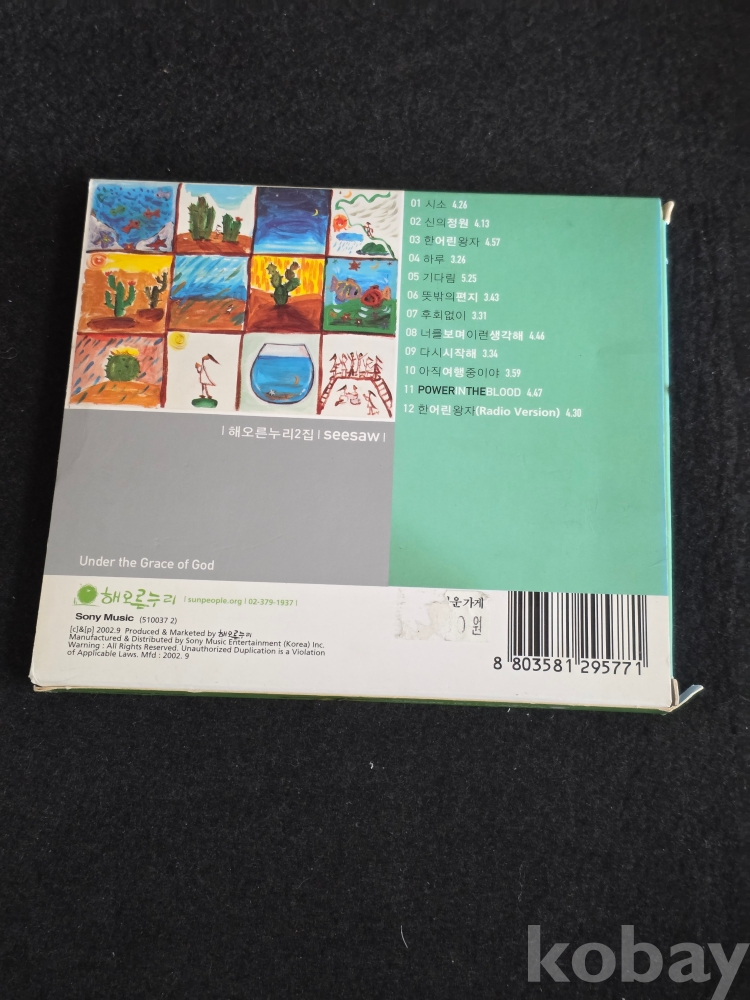 01 시소 4.26
02 신의정원 4.13
03 한어린왕자 4.57
04 하루 3.26
05 기다림 5.25
06 뜻밖의편지 3.43
07 후회없이 3.31
08 너를보며이런생각해 4.46
09 다시시작해 3.34
10 아직여행중이야 3.59
11 POWERINTHEBLOOD 4.47
12 한어린왕자(Radio Version) 4.30
| 해오른누리2집 | seesaw |
Under the Grace of God
해오른누리 | sunpeople.org | 02-379-1937 |
Sony Music (510037 2)
[c]&[p] 2002.9 Produced & Marketed by 해오른누리
Manufactured & Distributed by Sony Music Entertainment (Korea) Inc.
Warning : All Rights Reserved. Unauthorized Duplication is a Violation
of Applicable Laws. Mfd : 2002. 9
운가게
0원
8 803581 295771
kobay